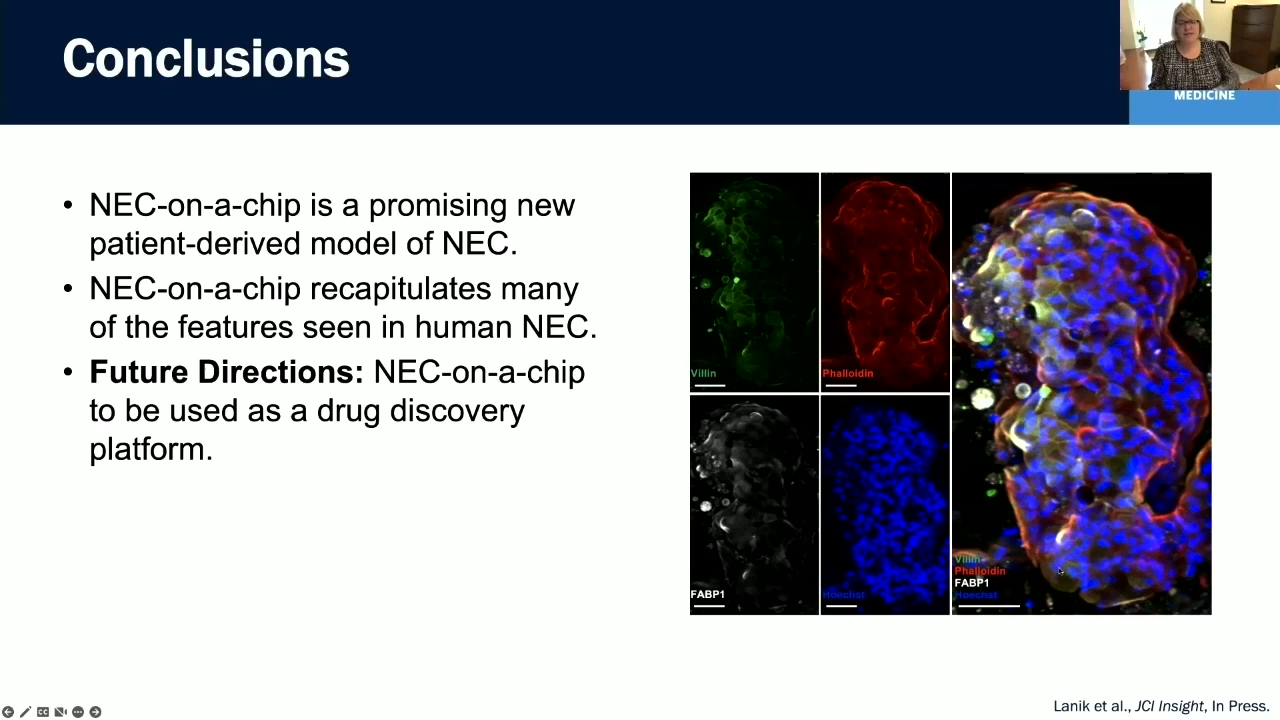 Conclusions
MEDICINE
• NEC-on-a-chip is a promising new
patient-derived model of NEC.
• NEC-on-a-chip recapitulates many
of the features seen in human NEC.
• Future Directions: NEC-on-a-chip
to be used as a drug discovery
platform.
Villin
Phalloidin
FABP1
Hoechst
Villin
Phalloidin
FABP1
Hoechst
Lanik et al., JCI Insight, In Press.
CC